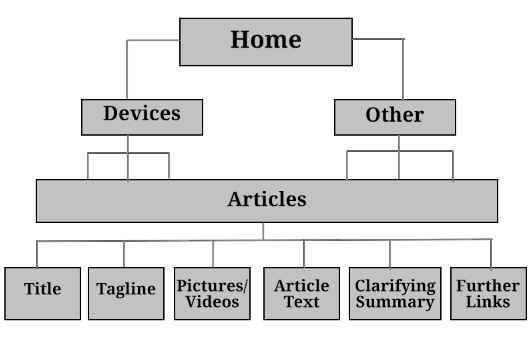 Home
Devices
Other
Articles
Title
Tagline
Pictures/
Videos
Article
Text
Clarifying
Summary
Further
Links